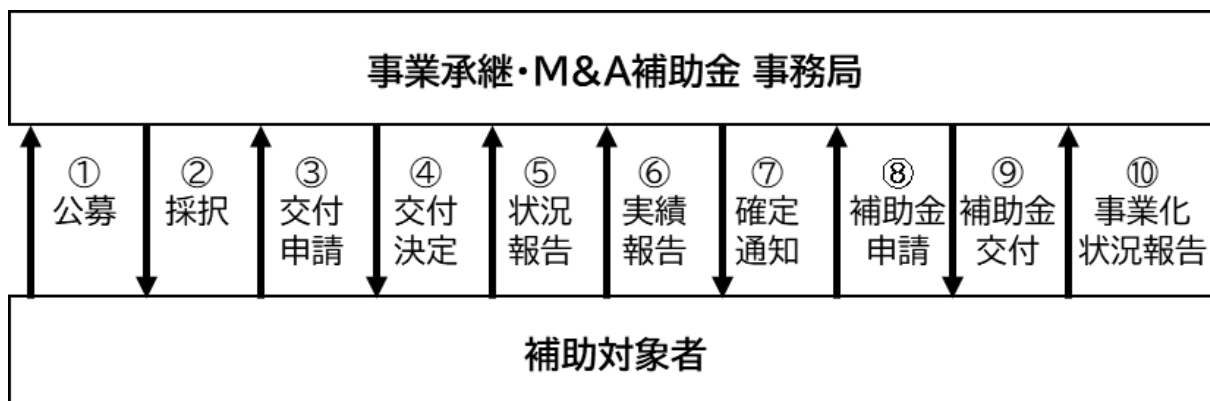 事業承継・M&A補助金 事務局
①
公募
②
採択
③
交付
申請
④
交付
決定
⑤
状況
報告
⑥
実績
報告
⑦
確定
通知
⑧
補助金
申請
⑨
補助金
交付
⑩
事業化
状況報告
補助対象者